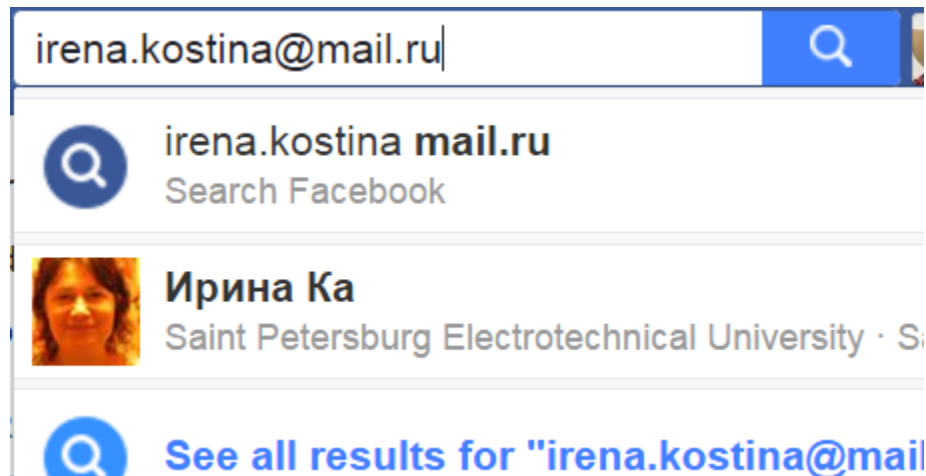 irena.kostina@mail.ru
irena.kostina mail.ru
Search Facebook
Ирина Ка
Saint Petersburg Electrotechnical University ·
See all results for "irena.kostina@mail